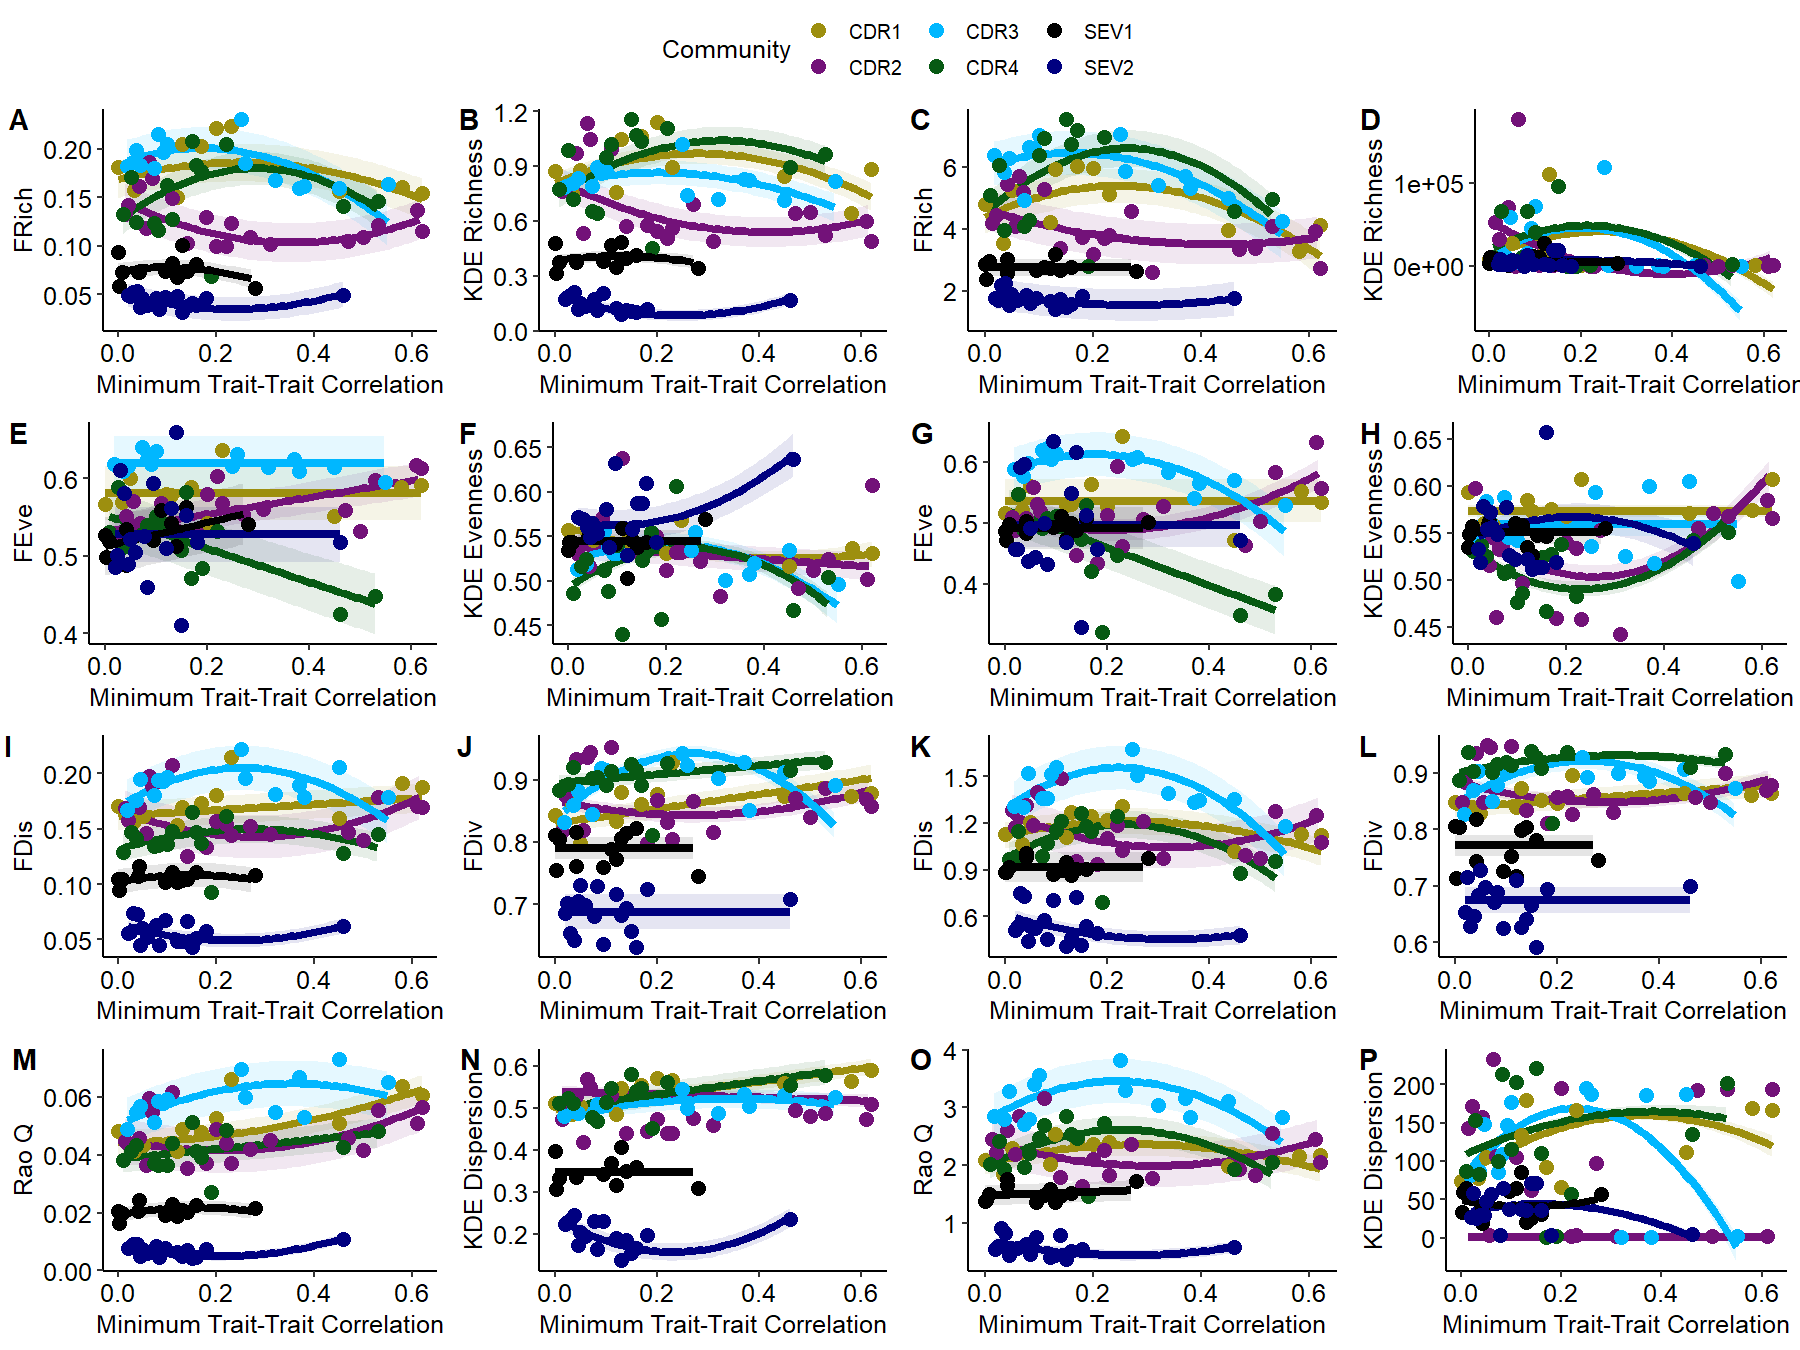 Community CDR1 CDR3 SEV1
CDR2 CDR4 SEV2
A
FRich
0.20
0.15
0.10
0.05
0.0 0.2 0.4 0.6
Minimum Trait-Trait Correlation
B
KDE Richness
1.2
0.9
0.6
0.3
0.0
0.0 0.2 0.4 0.6
Minimum Trait-Trait Correlation
C
FRich
6
4
2
0.0 0.2 0.4 0.6
Minimum Trait-Trait Correlation
D
KDE Richness
1e+05
0e+00
0.0 0.2 0.4 0.6
Minimum Trait-Trait Correlation
E
FEve
0.6
0.5
0.4
0.0 0.2 0.4 0.6
Minimum Trait-Trait Correlation
F
KDE Evenness
0.65
0.60
0.55
0.50
0.45
0.0 0.2 0.4 0.6
Minimum Trait-Trait Correlation
G
FEve
0.6
0.5
0.4
0.0 0.2 0.4 0.6
Minimum Trait-Trait Correlation
H
KDE Evenness
0.65
0.60
0.55
0.50
0.45
0.0 0.2 0.4 0.6
Minimum Trait-Trait Correlation
I
FDis
0.20
0.15
0.10
0.05
0.0 0.2 0.4 0.6
Minimum Trait-Trait Correlation
J
FDiv
0.9
0.8
0.7
0.0 0.2 0.4 0.6
Minimum Trait-Trait Correlation
K
FDis
1.5
1.2
0.9
0.6
0.0 0.2 0.4 0.6
Minimum Trait-Trait Correlation
L
FDiv
0.9
0.8
0.7
0.6
0.0 0.2 0.4 0.6
Minimum Trait-Trait Correlation
M
Rao Q
0.06
0.04
0.02
0.00
0.0 0.2 0.4 0.6
Minimum Trait-Trait Correlation
N
KDE Dispersion
0.6
0.5
0.4
0.3
0.2
0.0 0.2 0.4 0.6
Minimum Trait-Trait Correlation
O
Rao Q
4
3
2
1
0.0 0.2 0.4 0.6
Minimum Trait-Trait Correlation
P
KDE Dispersion
200
150
100
50
0
0.0 0.2 0.4 0.6
Minimum Trait-Trait Correlation